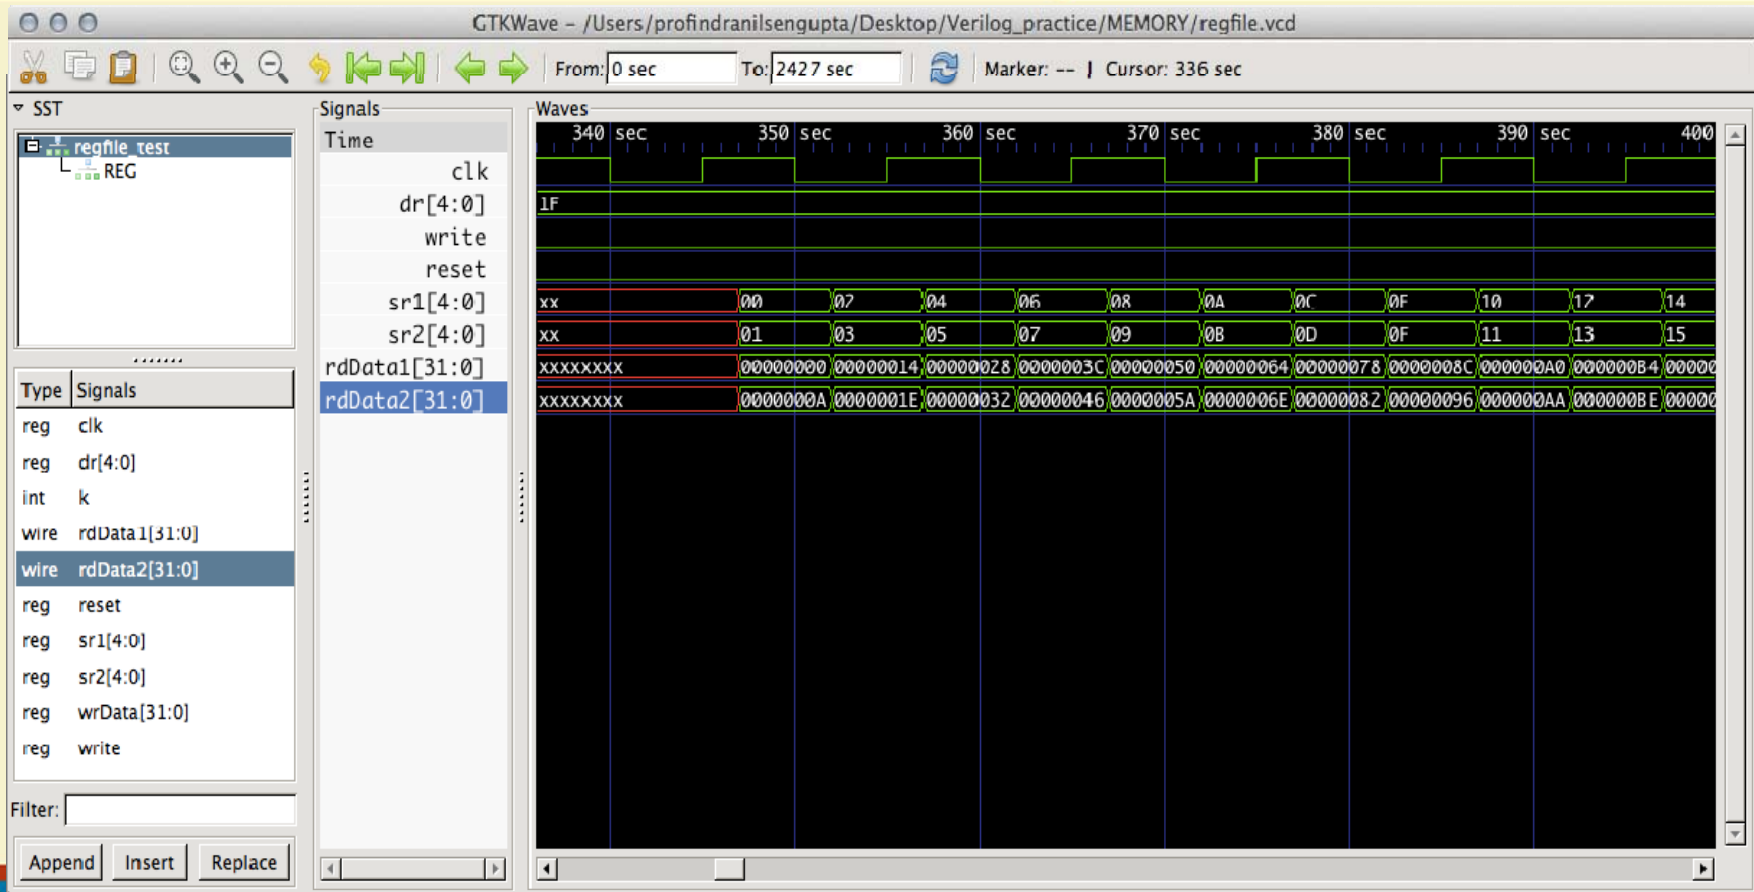 GTKWave – /Users/profindranilsengupta/Desktop/Verilog_practice/MEMORY/regfile.vcd
From: 0 sec To: 2427 sec Marker: -- | Cursor: 336 sec
SST
regfile_test
REG
Type Signals
reg clk
reg dr[4:0]
int k
wire rdData1[31:0]
wire rdData2[31:0]
reg reset
reg sr1[4:0]
reg sr2[4:0]
reg wrData[31:0]
reg write
Filter:
Append Insert Replace
Signals
Time
clk
dr[4:0]
write
reset
sr1[4:0]
sr2[4:0]
rdData1[31:0]
rdData2[31:0]
Waves
340 sec 350 sec 360 sec 370 sec 380 sec 390 sec 400
1F
xx 00 02 04 06 08 0A 0C 0F 10 12 14
xx 01 03 05 07 09 0B 0D 0F 11 13 15
xxxxxxxx 00000000 00000014 00000028 0000003C 00000050 00000064 00000078 0000008C 000000A0 000000B4 00000
xxxxxxxx 0000000A 0000001E 00000032 00000046 0000005A 0000006E 00000082 00000096 000000AA 000000BE 00000